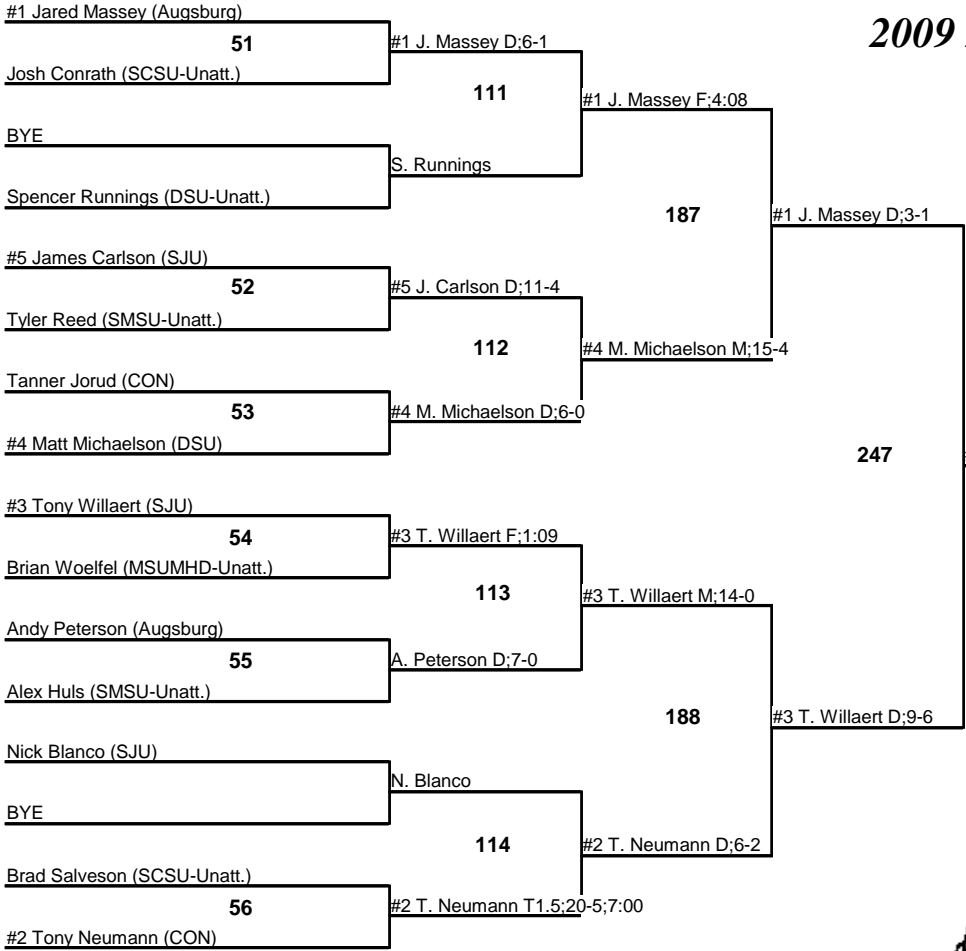 #1 Jared Massey (Augsburg)
2009
51
#1 J. Massey D;6-1
Josh Conrath (SCSU-Unatt.)
111
#1 J. Massey F;4:08
BYE
S. Runnings
Spencer Runnings (DSU-Unatt.)
187
#1 J. Massey D;3-1
#5 James Carlson (SJU)
52
#5 J. Carlson D;11-4
Tyler Reed (SMSU-Unatt.)
112
#4 M. Michaelson M;15-4
Tanner Jorud (CON)
53
#4 M. Michaelson D;6-0
#4 Matt Michaelson (DSU)
247
#3 Tony Willaert (SJU)
54
#3 T. Willaert F;1:09
Brian Woelfel (MSUMHD-Unatt.)
113
#3 T. Willaert M;14-0
Andy Peterson (Augsburg)
55
A. Peterson D;7-0
Alex Huls (SMSU-Unatt.)
188
#3 T. Willaert D;9-6
Nick Blanco (SJU)
N. Blanco
BYE
114
#2 T. Neumann D;6-2
Brad Salveson (SCSU-Unatt.)
56
#2 T. Neumann T1.5;20-5;7:00
#2 Tony Neumann (CON)